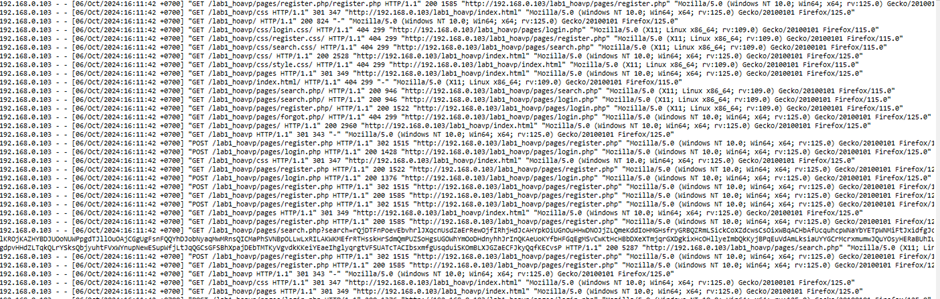 192.168.0.103 - - [06/Oct/2024:16:11:41 +0700] "GET /lab1_hoavp/pages/register.php/register.php HTTP/1.1" 200 1585 "http://192.168.0.103/lab1_hoavp/pages/register.php" "Mozilla/5.0 (Windows NT 10.0; Win64; x64; rv:125.0) Gecko/20100101 Firefox/12
192.168.0.103 - - [06/Oct/2024:16:11:42 +0700] "GET /lab1_hoavp/css HTTP/1.1" 301 347 "http://192.168.0.103/lab1_hoavp/index.html" "Mozilla/5.0 (Windows NT 10.0; Win64; x64; rv:125.0) Gecko/20100101 Firefox/125.0"
192.168.0.103 - - [06/Oct/2024:16:11:42 +0700] "GET /lab1_hoavp/ HTTP/1.1" 200 824 "-" "Mozilla/5.0 (Windows NT 10.0; Win64; x64; rv:125.0) Gecko/20100101 Firefox/125.0"
192.168.0.103 - - [06/Oct/2024:16:11:42 +0700] "GET /lab1_hoavp/css/login.css/ HTTP/1.1" 404 299 "http://192.168.0.103/lab1_hoavp/pages/login.php" "Mozilla/5.0 (X11; Linux X86_64; rv:109.0) Gecko/20100101 Firefox/115.0"
192.168.0.103 - - [06/Oct/2024:16:11:42 +0700] "GET /lab1_hoavp/css/register.css/ HTTP/1.1" 404 299 "http://192.168.0.103/lab1_hoavp/pages/register.php" "Mozilla/5.0 (X11; Linux X86_64; rv:109.0) Gecko/20100101 Firefox/115.0"
192.168.0.103 - - [06/Oct/2024:16:11:42 +0700] "GET /lab1_hoavp/css/search.css/ HTTP/1.1" 404 299 "http://192.168.0.103/lab1_hoavp/pages/search.php" "Mozilla/5.0 (X11; Linux X86_64; rv:109.0) Gecko/20100101 Firefox/115.0"
192.168.0.103 - - [06/Oct/2024:16:11:42 +0700] "GET /lab1_hoavp/css/ HTTP/1.1" 200 2528 "http://192.168.0.103/lab1_hoavp/index.html" "Mozilla/5.0 (Windows NT 10.0; Win64; x64; rv:125.0) Gecko/20100101 Firefox/125.0"
192.168.0.103 - - [06/Oct/2024:16:11:42 +0700] "GET /lab1_hoavp/css/style.css/ HTTP/1.1" 404 299 "http://192.168.0.103/lab1_hoavp/index.html" "Mozilla/5.0 (X11; Linux X86_64; rv:109.0) Gecko/20100101 Firefox/115.0"
192.168.0.103 - - [06/Oct/2024:16:11:42 +0700] "GET /lab1_hoavp/pages HTTP/1.1" 301 349 "http://192.168.0.103/lab1_hoavp/index.html" "Mozilla/5.0 (Windows NT 10.0; Win64; x64; rv:125.0) Gecko/20100101 Firefox/125.0"
192.168.0.103 - - [06/Oct/2024:16:11:42 +0700] "GET /lab1_hoavp/index.html/ HTTP/1.1" 404 299 "-" "Mozilla/5.0 (X11; Linux X86_64; rv:109.0) Gecko/20100101 Firefox/115.0"
192.168.0.103 - - [06/Oct/2024:16:11:42 +0700] "GET /lab1_hoavp/pages/search.php/ HTTP/1.1" 200 946 "http://192.168.0.103/lab1_hoavp/pages/search.php" "Mozilla/5.0 (X11; Linux X86_64; rv:109.0) Gecko/20100101 Firefox/115.0"
192.168.0.103 - - [06/Oct/2024:16:11:42 +0700] "GET /lab1_hoavp/pages/search.php HTTP/1.1" 200 946 "http://192.168.0.103/lab1_hoavp/pages/login.php" "Mozilla/5.0 (X11; Linux X86_64; rv:109.0) Gecko/20100101 Firefox/115.0"
192.168.0.103 - - [06/Oct/2024:16:11:42 +0700] "GET /lab1_hoavp/pages/register.php/ HTTP/1.1" 200 1522 "http://192.168.0.103/lab1_hoavp/pages/login.php" "Mozilla/5.0 (Windows NT 10.0; Win64; x64; rv:125.0) Gecko/20100101 Firefox/125.0"
192.168.0.103 - - [06/Oct/2024:16:11:42 +0700] "GET /lab1_hoavp/pages/forgot.php/ HTTP/1.1" 404 299 "http://192.168.0.103/lab1_hoavp/pages/login.php" "Mozilla/5.0 (X11; Linux X86_64; rv:109.0) Gecko/20100101 Firefox/115.0"
192.168.0.103 - - [06/Oct/2024:16:11:42 +0700] "GET /lab1_hoavp/pages/ HTTP/1.1" 200 2960 "http://192.168.0.103/lab1_hoavp/index.html" "Mozilla/5.0 (Windows NT 10.0; Win64; x64; rv:125.0) Gecko/20100101 Firefox/125.0"
192.168.0.103 - - [06/Oct/2024:16:11:42 +0700] "GET /lab1_hoavp HTTP/1.1" 301 343 "-" "Mozilla/5.0 (Windows NT 10.0; Win64; x64; rv:125.0) Gecko/20100101 Firefox/125.0"
192.168.0.103 - - [06/Oct/2024:16:11:42 +0700] "POST /lab1_hoavp/pages/register.php HTTP/1.1" 302 1515 "http://192.168.0.103/lab1_hoavp/pages/register.php" "Mozilla/5.0 (Windows NT 10.0; Win64; x64; rv:125.0) Gecko/20100101 Firefox/125.0
192.168.0.103 - - [06/Oct/2024:16:11:42 +0700] "POST /lab1_hoavp/pages/login.php HTTP/1.1" 200 1428 "http://192.168.0.103/lab1_hoavp/pages/login.php" "Mozilla/5.0 (Windows NT 10.0; Win64; x64; rv:125.0) Gecko/20100101 Firefox/125.0"
192.168.0.103 - - [06/Oct/2024:16:11:42 +0700] "GET /lab1_hoavp/css HTTP/1.1" 301 347 "http://192.168.0.103/lab1_hoavp/index.html" "Mozilla/5.0 (Windows NT 10.0; Win64; x64; rv:125.0) Gecko/20100101 Firefox/125.0"
192.168.0.103 - - [06/Oct/2024:16:11:42 +0700] "GET /lab1_hoavp/pages/register.php HTTP/1.1" 200 1522 "http://192.168.0.103/lab1_hoavp/pages/login.php" "Mozilla/5.0 (Windows NT 10.0; Win64; x64; rv:125.0) Gecko/20100101 Firefox/125.0"
192.168.0.103 - - [06/Oct/2024:16:11:42 +0700] "POST /lab1_hoavp/pages/login.php HTTP/1.1" 200 1376 "http://192.168.0.103/lab1_hoavp/pages/login.php" "Mozilla/5.0 (Windows NT 10.0; Win64; x64; rv:125.0) Gecko/20100101 Firefox/125.0"
192.168.0.103 - - [06/Oct/2024:16:11:42 +0700] "POST /lab1_hoavp/pages/register.php HTTP/1.1" 302 1515 "http://192.168.0.103/lab1_hoavp/pages/register.php" "Mozilla/5.0 (Windows NT 10.0; Win64; x64; rv:125.0) Gecko/20100101 Firefox/1
192.168.0.103 - - [06/Oct/2024:16:11:42 +0700] "GET /lab1_hoavp/pages/register.php/register.php HTTP/1.1" 200 1585 "http://192.168.0.103/lab1_hoavp/pages/register.php" "Mozilla/5.0 (Windows NT 10.0; Win64; x64; rv:125.0) Gecko/20100101 Firefox/12
192.168.0.103 - - [06/Oct/2024:16:11:42 +0700] "POST /lab1_hoavp/pages/register.php HTTP/1.1" 302 1515 "http://192.168.0.103/lab1_hoavp/pages/register.php" "Mozilla/5.0 (Windows NT 10.0; Win64; x64; rv:125.0) Gecko/20100101 Firefox/1
192.168.0.103 - - [06/Oct/2024:16:11:42 +0700] "GET /lab1_hoavp/pages HTTP/1.1" 301 349 "http://192.168.0.103/lab1_hoavp/index.html" "Mozilla/5.0 (Windows NT 10.0; Win64; x64; rv:125.0) Gecko/20100101 Firefox/125.0"
192.168.0.103 - - [06/Oct/2024:16:11:42 +0700] "GET /lab1_hoavp/pages/register.php/register.php HTTP/1.1" 200 1585 "http://192.168.0.103/lab1_hoavp/pages/register.php" "Mozilla/5.0 (Windows NT 10.0; Win64; x64; rv:125.0) Gecko/20100101 Firefox/12
192.168.0.103 - - [06/Oct/2024:16:11:42 +0700] "GET
HTTP/1.1" 200 5287 "http://192.168.0.103/lab1_hoavp/pages/search.php" "Mozilla/5.0 (X11; Lin
192.168.0.103 - - [06/Oct/2024:16:11:42 +0700] "POST /lab1_hoavp/pages/register.php HTTP/1.1" 302 1515 "http://192.168.0.103/lab1_hoavp/pages/register.php" "Mozilla/5.0 (Windows NT 10.0; Win64; x64; rv:125.0) Gecko/20100101 Firefox/1
192.168.0.103 - - [06/Oct/2024:16:11:42 +0700] "GET /lab1_hoavp/pages/register.php/register.php HTTP/1.1" 200 1585 "http://192.168.0.103/lab1_hoavp/pages/register.php" "Mozilla/5.0 (Windows NT 10.0; Win64; x64; rv:125.0) Gecko/20100101 Firefox/12
192.168.0.103 - - [06/Oct/2024:16:11:42 +0700] "GET /lab1_hoavp HTTP/1.1" 301 343 "-" "Mozilla/5.0 (Windows NT 10.0; Win64; x64; rv:125.0) Gecko/20100101 Firefox/125.0"
192.168.0.103 - - [06/Oct/2024:16:11:42 +0700] "GET /lab1_hoavp/css HTTP/1.1" 301 347 "http://192.168.0.103/lab1_hoavp/index.html" "Mozilla/5.0 (Windows NT 10.0; Win64; x64; rv:125.0) Gecko/20100101 Firefox/125.0"
192.168.0.103 - - [06/Oct/2024:16:11:42 +0700] "GET /lab1_hoavp/pages HTTP/1.1" 301 349 "http://192.168.0.103/lab1_hoavp/index.html" "Mozilla/5.0 (Windows NT 10.0; Win64; x64; rv:125.0) Gecko/20100101 Firefox/125.0"